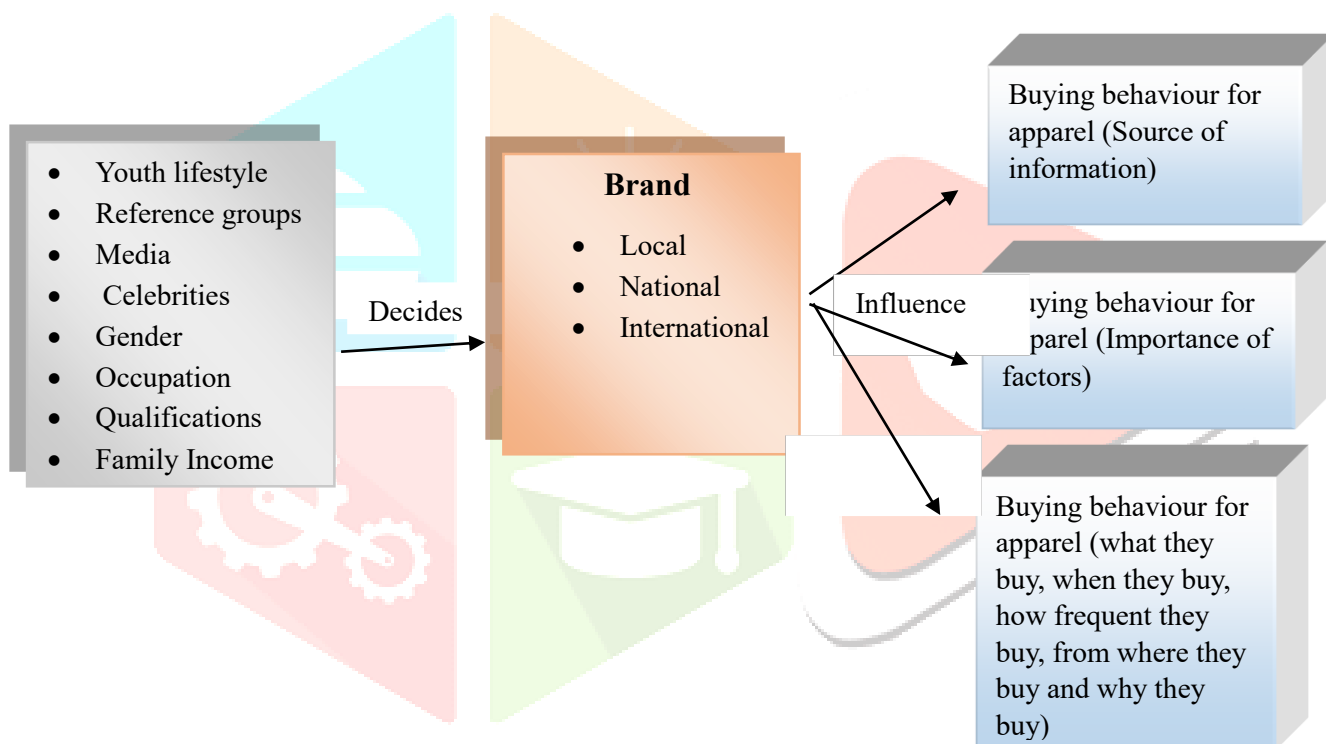 Youth lifestyle
Reference groups
Media
Celebrities
Gender
Occupation
Qualifications
Family Income
Decides
Brand
Local
National
International
Influence
Buying behaviour for
apparel (Source of
information)
uying behaviour for
pparel (Importance of
factors)
Buying behaviour for
apparel (what they
buy, when they buy,
how frequent they
buy, from where they
buy and why they
buy)